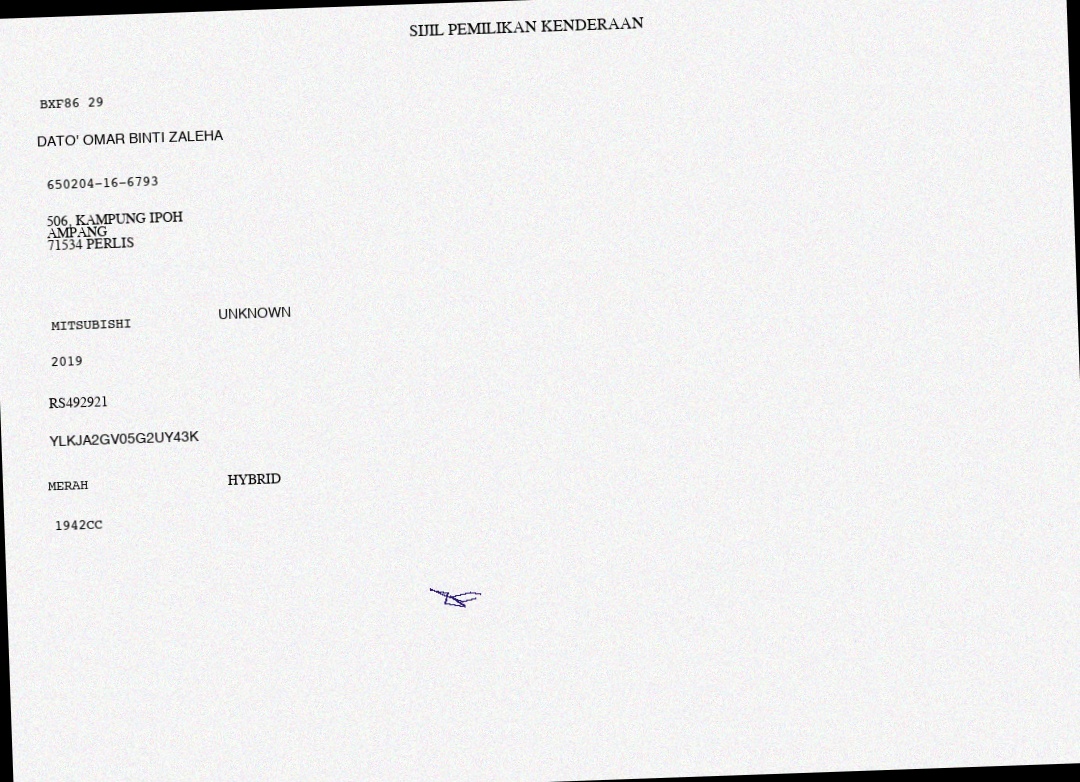 SIJIL PEMILIKAN KENDERAAN
BXF86 29
DATO' OMAR BINTI ZALEHA
650204-16-6793
506, KAMPUNG IPOH
AMPANG
71534 PERLIS
MITSUBISHI UNKNOWN
2019
RS492921
YLKJA2GV05G2UY43K
MERAH HYBRID
1942CC